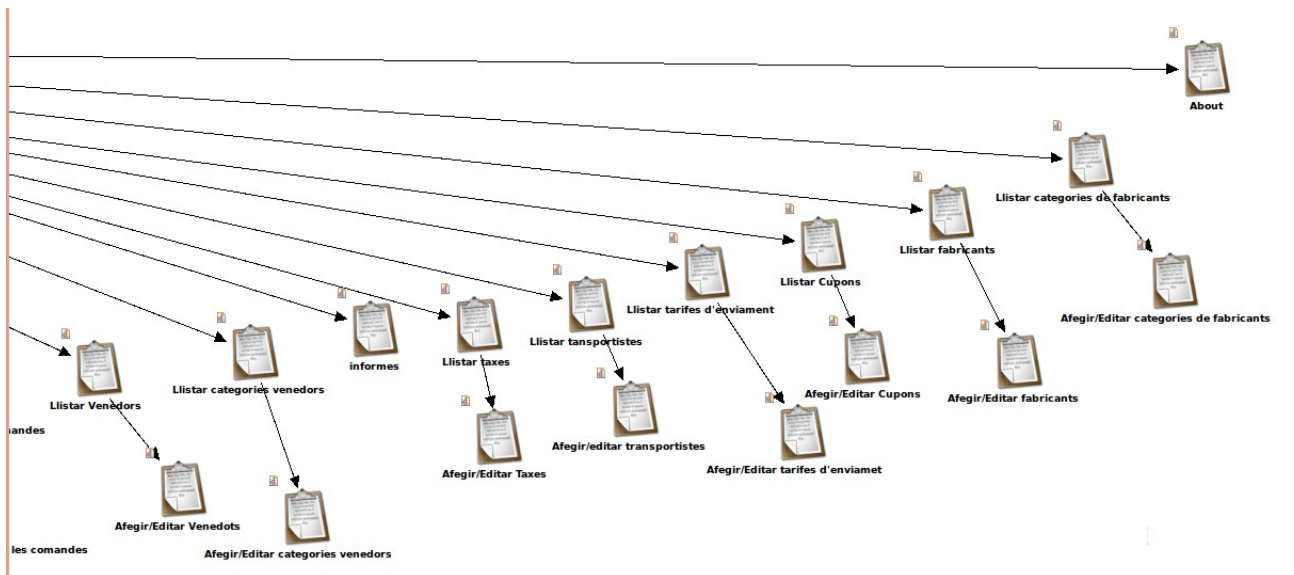 About
Llistar categories de fabricants
Llistar fabricants
Llistar Cupons
Llistar tarifes d'enviament
Afegir/Editar categories de fabricants
Llistar tansportistes
Llistar taxes
informes
Llistar categories venedors
Afegir/Editar Cupons
Afegir/Editar fabricants
Llistar Venedors
andes
Afegir/editar transportistes
Afegir/Editar tarifes d'enviamet
Afegir/Editar Taxes
Afegir/Editar Venedots
les comandes
Afegir/Editar categories venedors